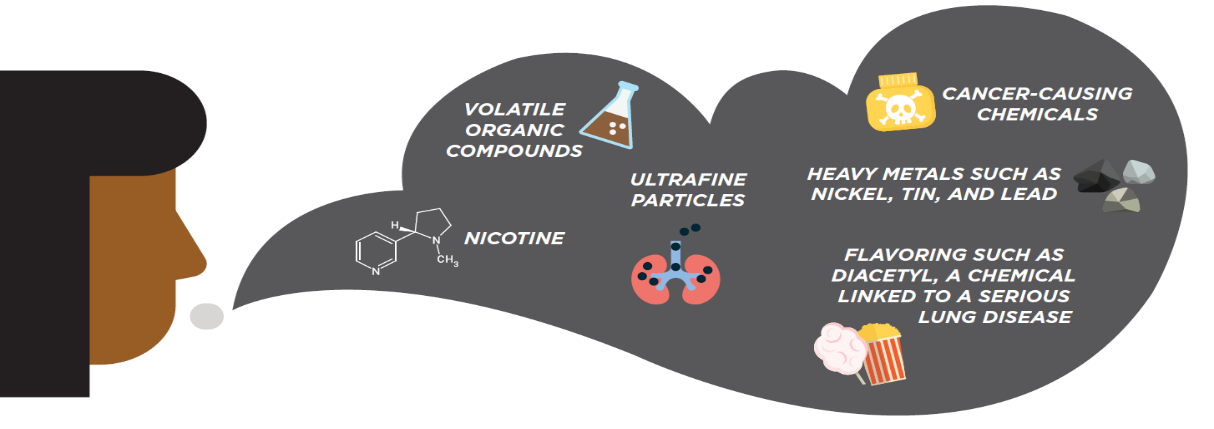 VOLATILE
ORGANIC
COMPOUNDS
NICOTINE
H
N
N
CH₃
ULTRAFINE
PARTICLES
CANCER-CAUSING
CHEMICALS
HEAVY METALS SUCH AS
NICKEL, TIN, AND LEAD
FLAVORING SUCH AS
DIACETYL, A CHEMICAL
LINKED TO A SERIOUS
LUNG DISEASE